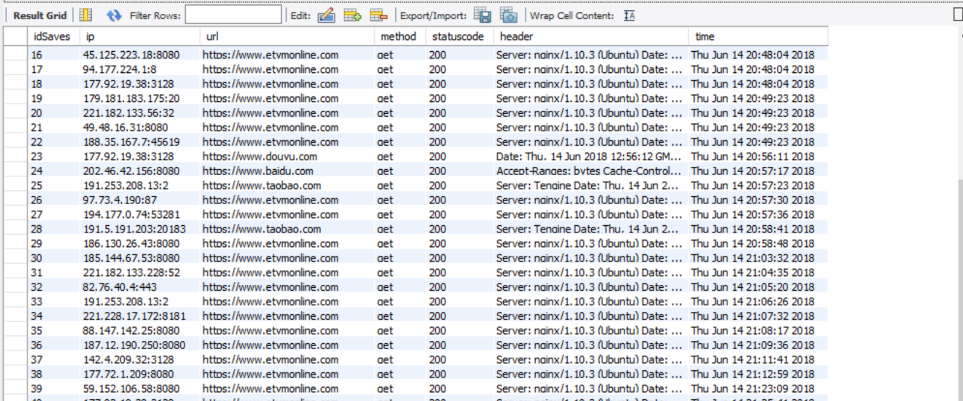 Result Grid Filter Rows: Edit: Export/Import: Wrap Cell Content:
idSaves ip url method statuscode header time
16 45.125.223.18:8080 https://www.etvmonline.com get 200 Server: nginx/1.10.3 (Ubuntu) Date: ... Thu Jun 14 20:48:04 2018
17 94.177.224.1:8 https://www.etvmonline.com get 200 Server: nginx/1.10.3 (Ubuntu) Date: ... Thu Jun 14 20:48:04 2018
18 177.92.19.38:3128 https://www.etvmonline.com get 200 Server: nginx/1.10.3 (Ubuntu) Date: ... Thu Jun 14 20:48:04 2018
19 179.181.183.175:20 https://www.etvmonline.com get 200 Server: nginx/1.10.3 (Ubuntu) Date: ... Thu Jun 14 20:49:23 2018
20 221.182.133.56:32 https://www.etvmonline.com get 200 Server: nginx/1.10.3 (Ubuntu) Date: ... Thu Jun 14 20:49:23 2018
21 49.48.16.31:8080 https://www.etvmonline.com get 200 Server: nginx/1.10.3 (Ubuntu) Date: ... Thu Jun 14 20:49:23 2018
22 188.35.167.7:45619 https://www.etvmonline.com get 200 Server: nginx/1.10.3 (Ubuntu) Date: ... Thu Jun 14 20:49:23 2018
23 177.92.19.38:3128 https://www.douyu.com get 200 Date: Thu, 14 Jun 2018 12:56:12 GM... Thu Jun 14 20:56:11 2018
24 202.46.42.156:8080 https://www.baidu.com get 200 Accept-Ranges: bytes Cache-Control... Thu Jun 14 20:57:17 2018
25 191.253.208.13:2 https://www.taobao.com get 200 Server: Tengine Date: Thu, 14 Jun 2... Thu Jun 14 20:57:23 2018
26 97.73.4.190:87 https://www.etvmonline.com get 200 Server: nginx/1.10.3 (Ubuntu) Date: ... Thu Jun 14 20:57:30 2018
27 194.177.0.74:53281 https://www.etvmonline.com get 200 Server: nginx/1.10.3 (Ubuntu) Date: ... Thu Jun 14 20:57:36 2018
28 191.5.191.203:20183 https://www.taobao.com get 200 Server: Tengine Date: Thu, 14 Jun 2... Thu Jun 14 20:58:41 2018
29 186.130.26.43:8080 https://www.etvmonline.com get 200 Server: nginx/1.10.3 (Ubuntu) Date: ... Thu Jun 14 20:58:48 2018
30 185.144.67.53:8080 https://www.etvmonline.com get 200 Server: nginx/1.10.3 (Ubuntu) Date: ... Thu Jun 14 21:03:32 2018
31 221.182.133.228:52 https://www.etvmonline.com get 200 Server: nginx/1.10.3 (Ubuntu) Date: ... Thu Jun 14 21:04:35 2018
32 82.76.40.4:443 https://www.etvmonline.com get 200 Server: nginx/1.10.3 (Ubuntu) Date: ... Thu Jun 14 21:05:20 2018
33 191.253.208.13:2 https://www.etvmonline.com get 200 Server: nginx/1.10.3 (Ubuntu) Date: ... Thu Jun 14 21:06:26 2018
34 221.228.17.172:8181 https://www.etvmonline.com get 200 Server: nginx/1.10.3 (Ubuntu) Date: ... Thu Jun 14 21:07:32 2018
35 88.147.142.25:8080 https://www.etvmonline.com get 200 Server: nginx/1.10.3 (Ubuntu) Date: ... Thu Jun 14 21:08:17 2018
36 187.12.190.250:8080 https://www.etvmonline.com get 200 Server: nginx/1.10.3 (Ubuntu) Date: ... Thu Jun 14 21:09:36 2018
37 142.4.209.32:3128 https://www.etvmonline.com get 200 Server: nginx/1.10.3 (Ubuntu) Date: ... Thu Jun 14 21:11:41 2018
38 177.72.1.209:8080 https://www.etvmonline.com get 200 Server: nginx/1.10.3 (Ubuntu) Date: ... Thu Jun 14 21:12:59 2018
39 59.152.106.58:8080 https://www.etvmonline.com get 200 Server: nginx/1.10.3 (Ubuntu) Date: ... Thu Jun 14 21:23:09 2018